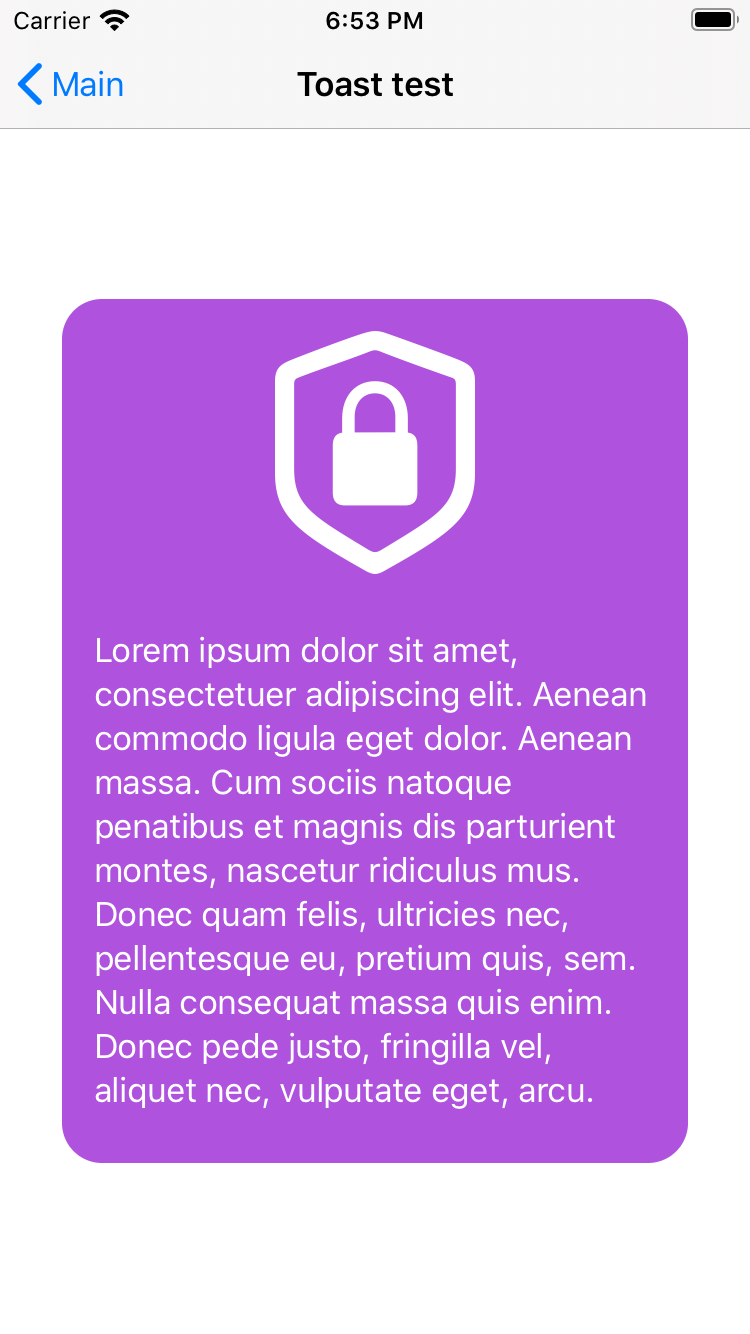 Carrier 6:53 PM
Main Toast test
Lorem ipsum dolor sit amet,
consectetuer adipiscing elit. Aenean
commodo ligula eget dolor. Aenean
massa. Cum sociis natoque
penatibus et magnis dis parturient
montes, nascetur ridiculus mus.
Donec quam felis, ultricies nec,
pellentesque eu, pretium quis, sem.
Nulla consequat massa quis enim.
Donec pede justo, fringilla vel,
aliquet nec, vulputate eget, arcu.